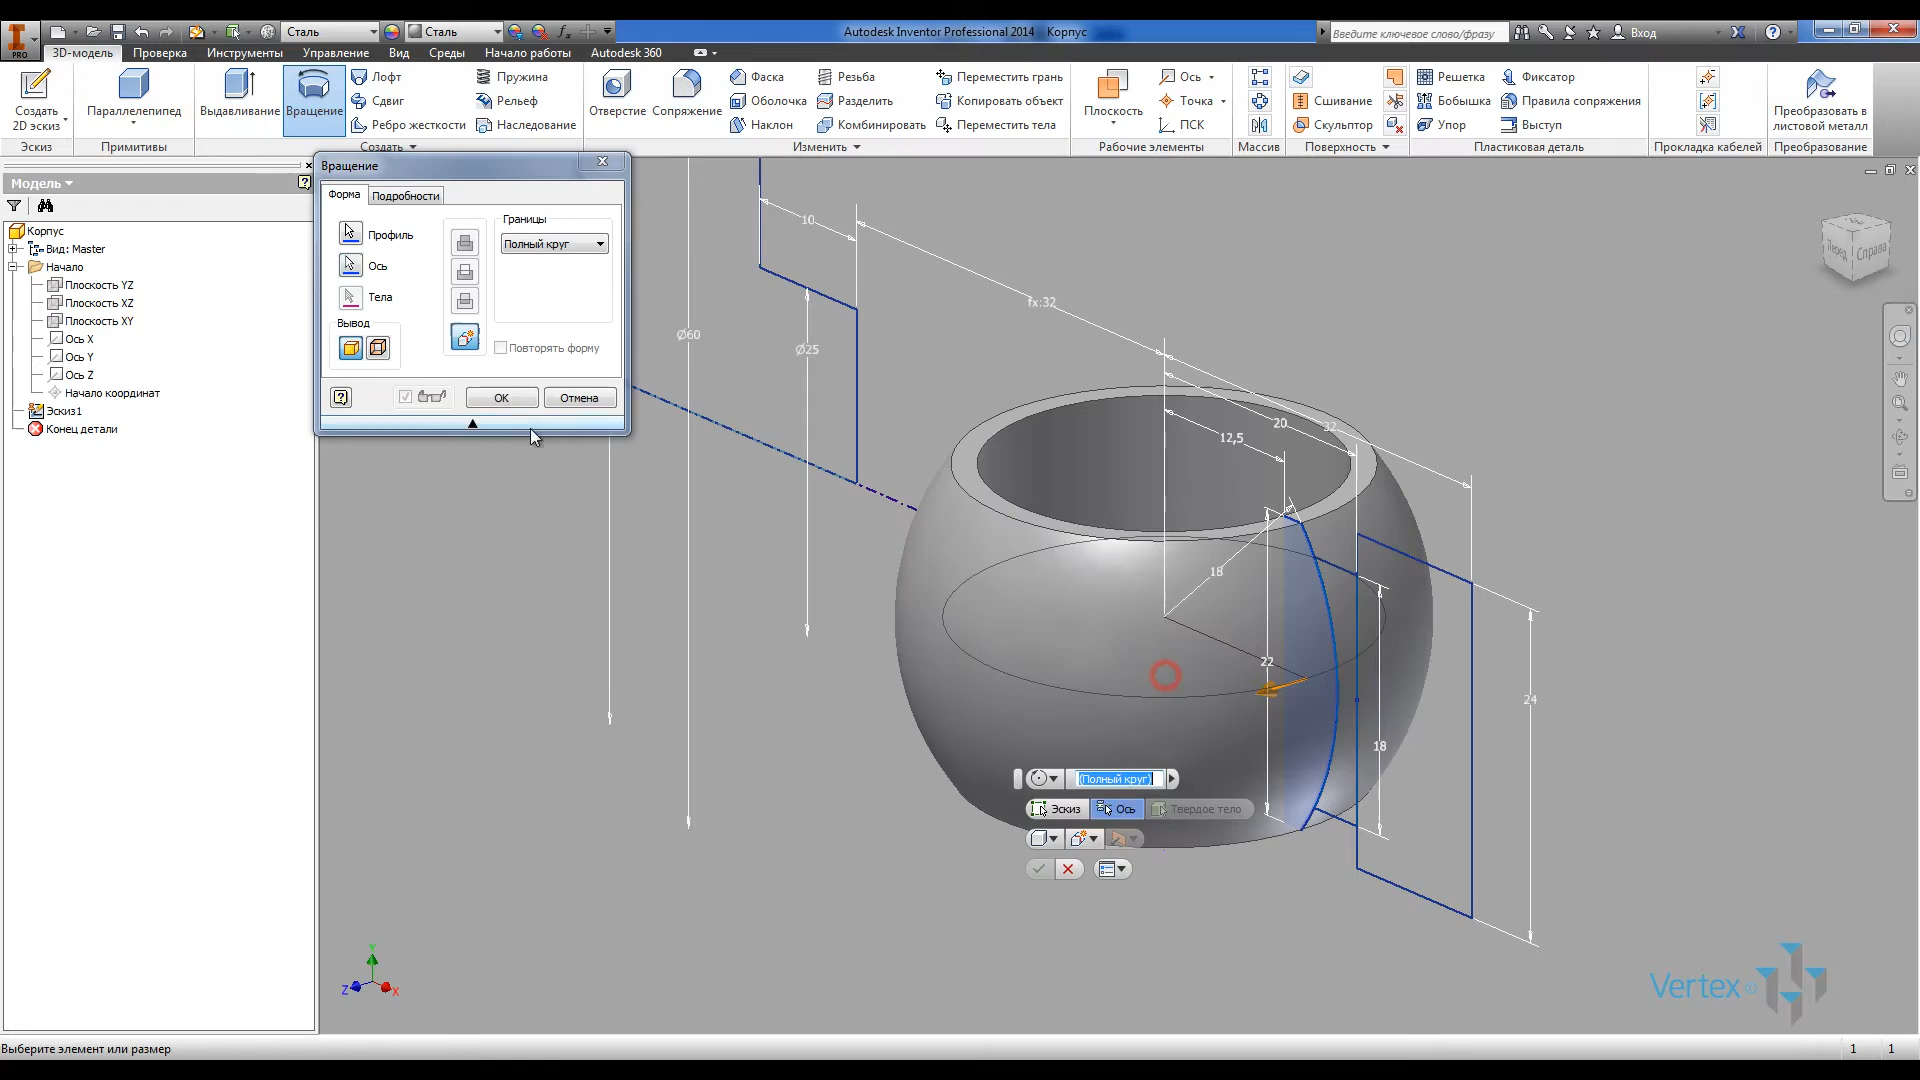 PRO
Сталь
Сталь
Autodesk Inventor Professional 2014
Корпус
Введите ключевое слово/фразу
Вход
3D-модель
Проверка
Инструменты
Управление
Вид
Среды
Начало работы
Autodesk 360
Создать
2D эскиз
Параллелепипед
Выдавливание
Вращение
Лофт
Сдвиг
Ребро жесткости
Пружина
Рельеф
Наследование
Отверстие
Сопряжение
Фаска
Оболочка
Наклон
Резьба
Разделить
Комбинировать
Переместить грань
Копировать объект
Переместить тела
Плоскость
Ось
Точка
ПСК
Сшивание
Скульптор
Решетка
Бобышка
Упор
Фиксатор
Правила сопряжения
Выступ
Преобразовать в
листовой металл
Эскиз
Примитивы
Создать
Изменить
Рабочие элементы
Массив
Поверхность
Пластиковая деталь
Прокладка кабелей
Преобразование
Модель
Корпус
Вид: Master
Начало
Плоскость YZ
Плоскость XZ
Плоскость XY
Ось X
Ось Y
Ось Z
Начало координат
Эскиз1
Конец детали
Вращение
Форма
Подробности
Профиль
Ось
Тела
Вывод
Границы
Полный круг
Повторять форму
OK
Отмена
10
fx:32
Ø60
Ø25
20
32
12,5
18
22
18
24
(Полный круг)
Эскиз
Ось
Твердое тело
Перед
Справа
Y
Z
X
Vertex
Выберите элемент или размер
1
1